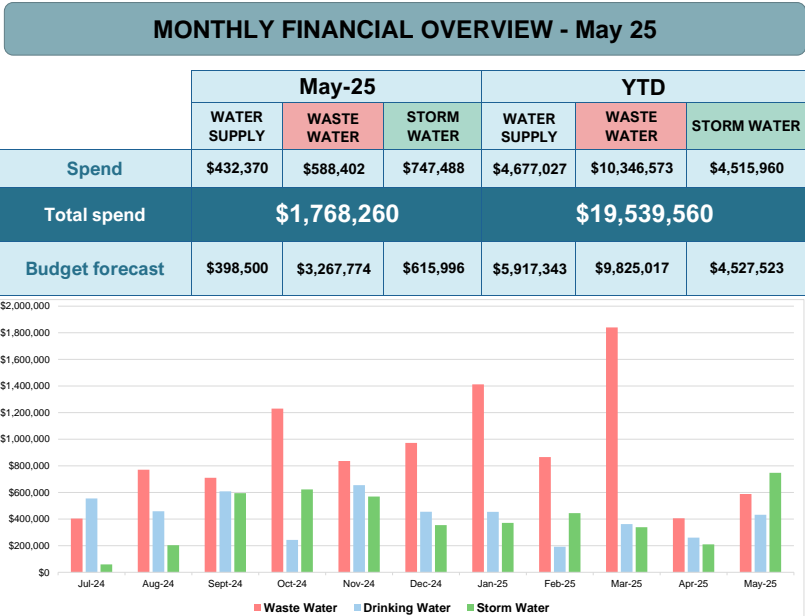 MONTHLY FINANCIAL OVERVIEW - May 25
May-25
YTD
WATER SUPPLY
WASTE WATER
STORM WATER
WATER SUPPLY
WASTE WATER
STORM WATER
Spend
$432,370
$588,402
$747,488
$4,677,027
$10,346,573
$4,515,960
Total spend
$1,768,260
$19,539,560
Budget forecast
$398,500
$3,267,774
$615,996
$5,917,343
$9,825,017
$4,527,523
$2,000,000
$1,800,000
$1,600,000
$1,400,000
$1,200,000
$1,000,000
$800,000
$600,000
$400,000
$200,000
$0
Jul-24
Aug-24
Sept-24
Oct-24
Nov-24
Dec-24
Jan-25
Feb-25
Mar-25
Apr-25
May-25
Waste Water
Drinking Water
Storm Water